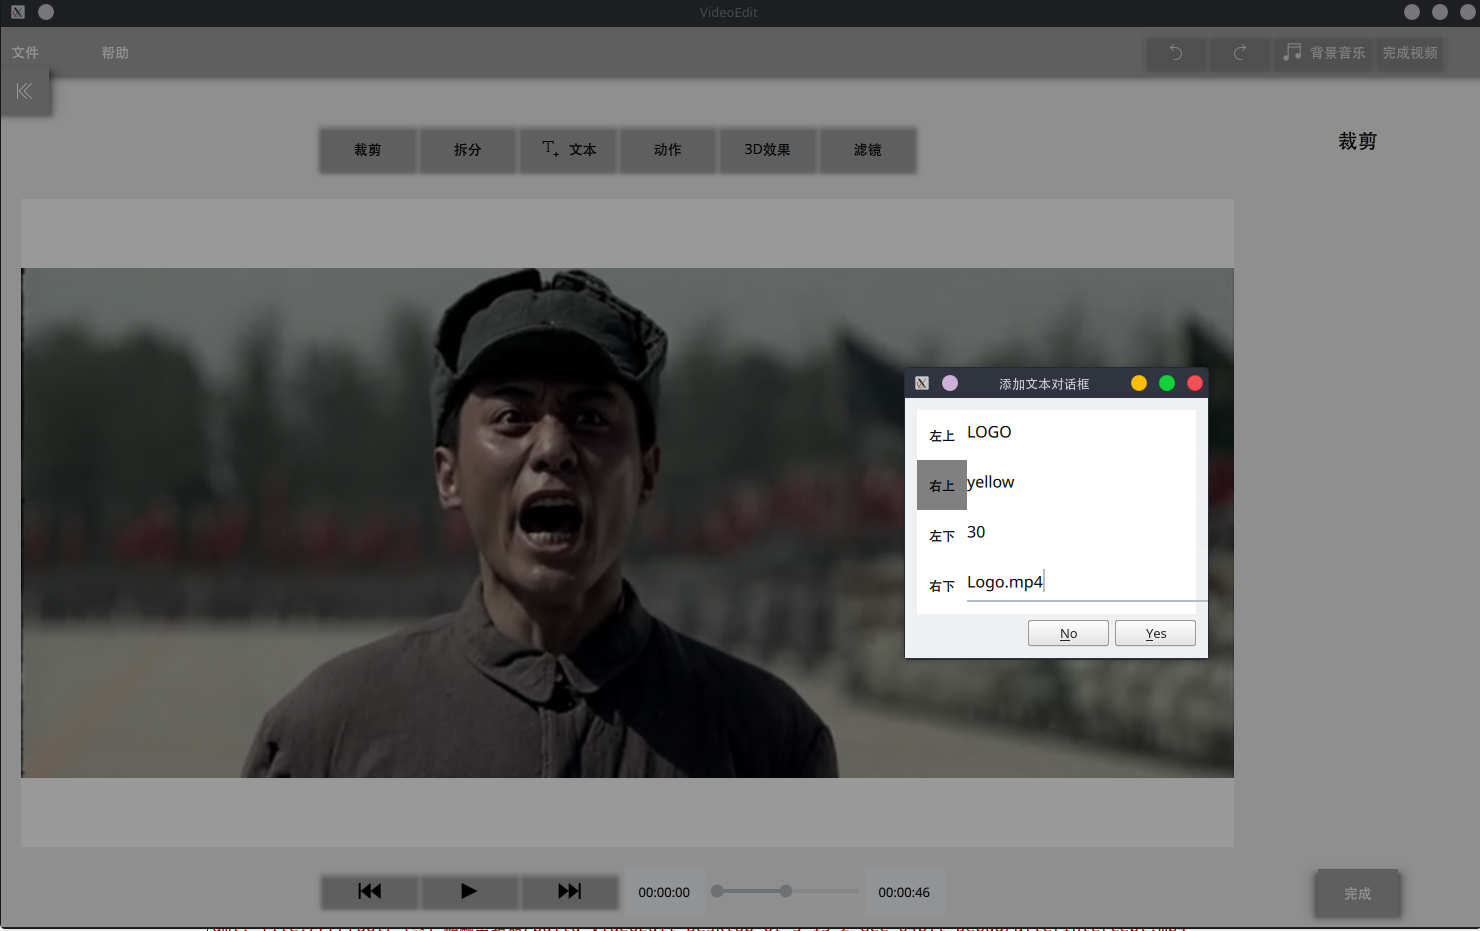 VideoEdit
文件 帮助 背景音乐 完成视频
裁剪 拆分 T+ 文本 动作 3D效果 滤镜
裁剪
添加文本对话框
左上 LOGO
右上 yellow
左下 30
右下 Logo.mp4
No Yes
00:00:00 00:00:46
完成